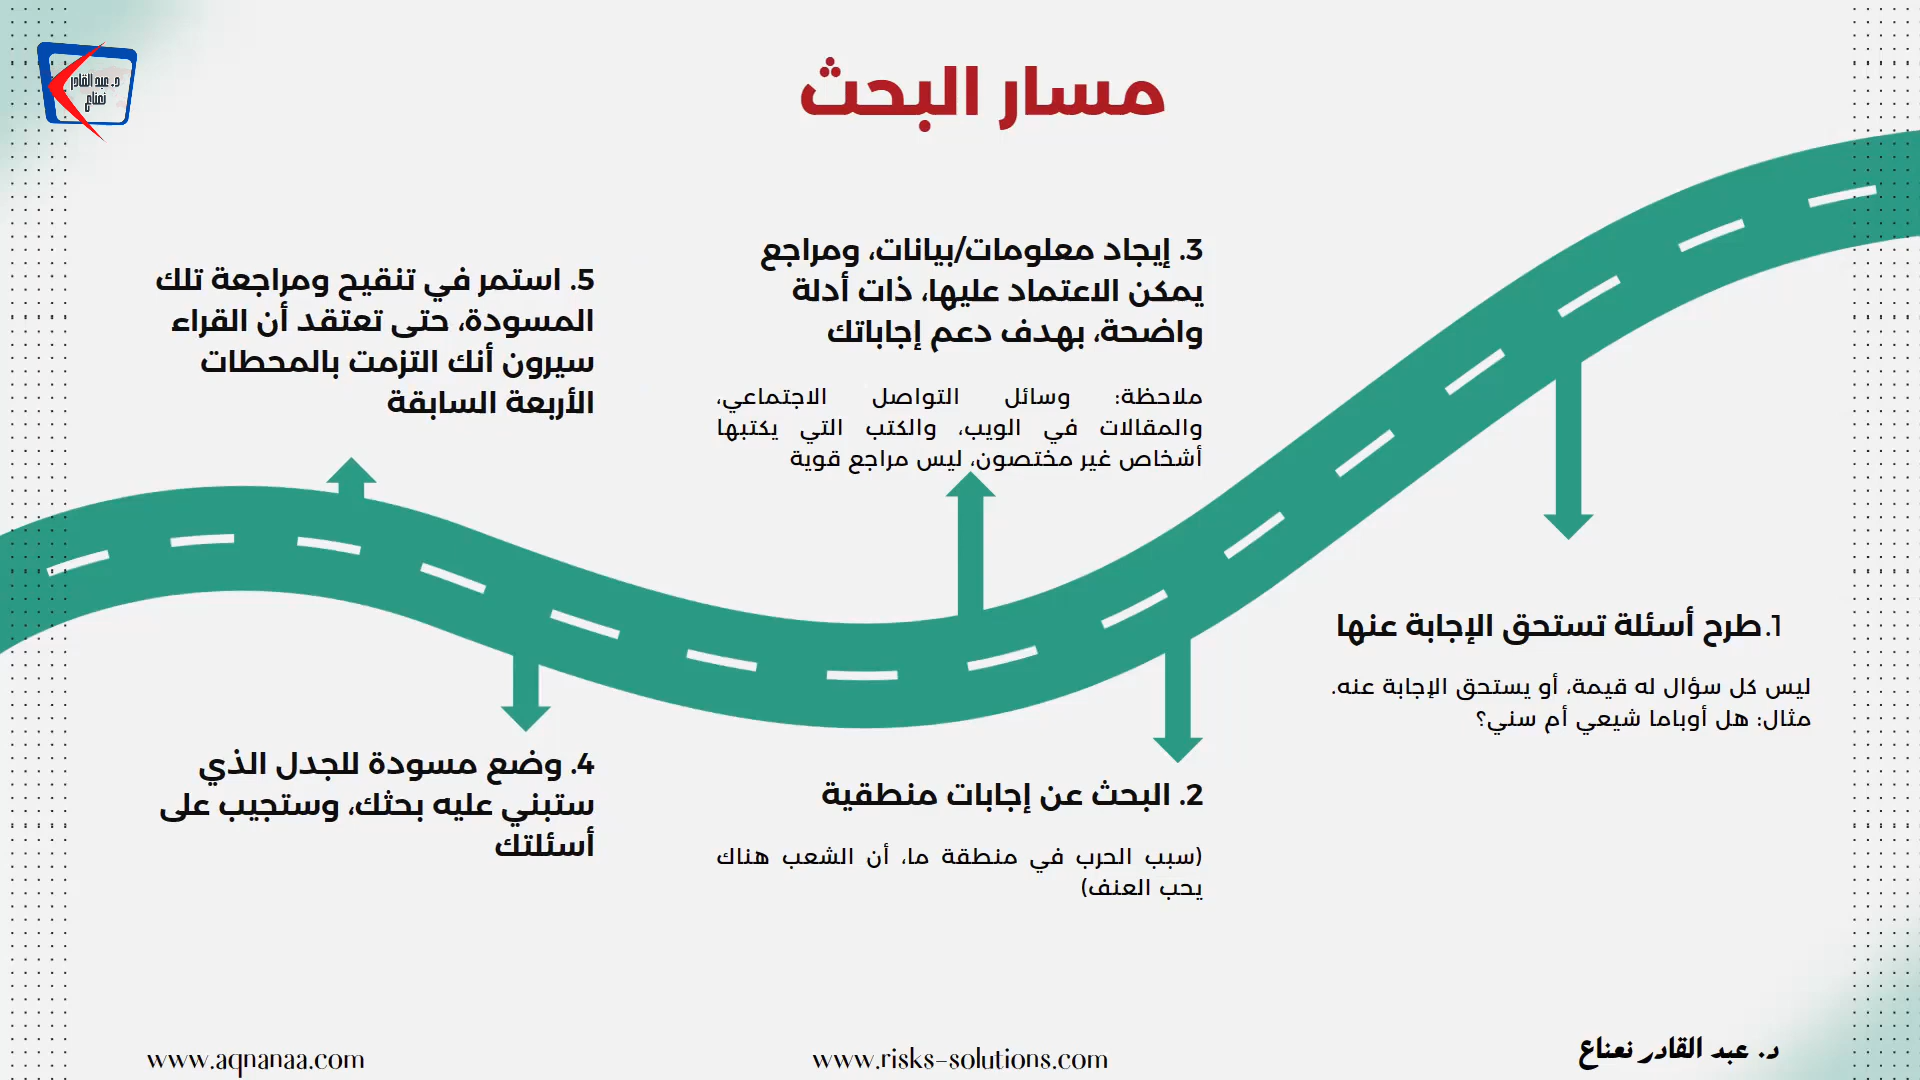 د. عبد القادر
نعناع
مسار البحث
1. طرح أسئلة تستحق الإجابة عنها
ليس كل سؤال له قيمة، أو يستحق الإجابة عنه.
مثال: هل أوباما شيعي أم سني؟
2. البحث عن إجابات منطقية
(سبب الحرب في منطقة ما، أن الشعب هناك
يحب العنف)
3. إيجاد معلومات/بيانات، ومراجع
يمكن الاعتماد عليها، ذات أدلة
واضحة، بهدف دعم إجاباتك
ملاحظة: وسائل التواصل الاجتماعي،
والمقالات في الويب، والكتب التي يكتبها
أشخاص غير مختصون، ليس مراجع قوية
4. وضع مسودة للجدل الذي
ستبني عليه بحثك، وستجيب على
أسئلتك
5. استمر في تنقيح ومراجعة تلك
المسودة، حتى تعتقد أن القراء
سيرون أنك التزمت بالمحطات
الأربعة السابقة
د. عبد القادر نعناع
www.risks-solutions.com
www.aqnanaa.com